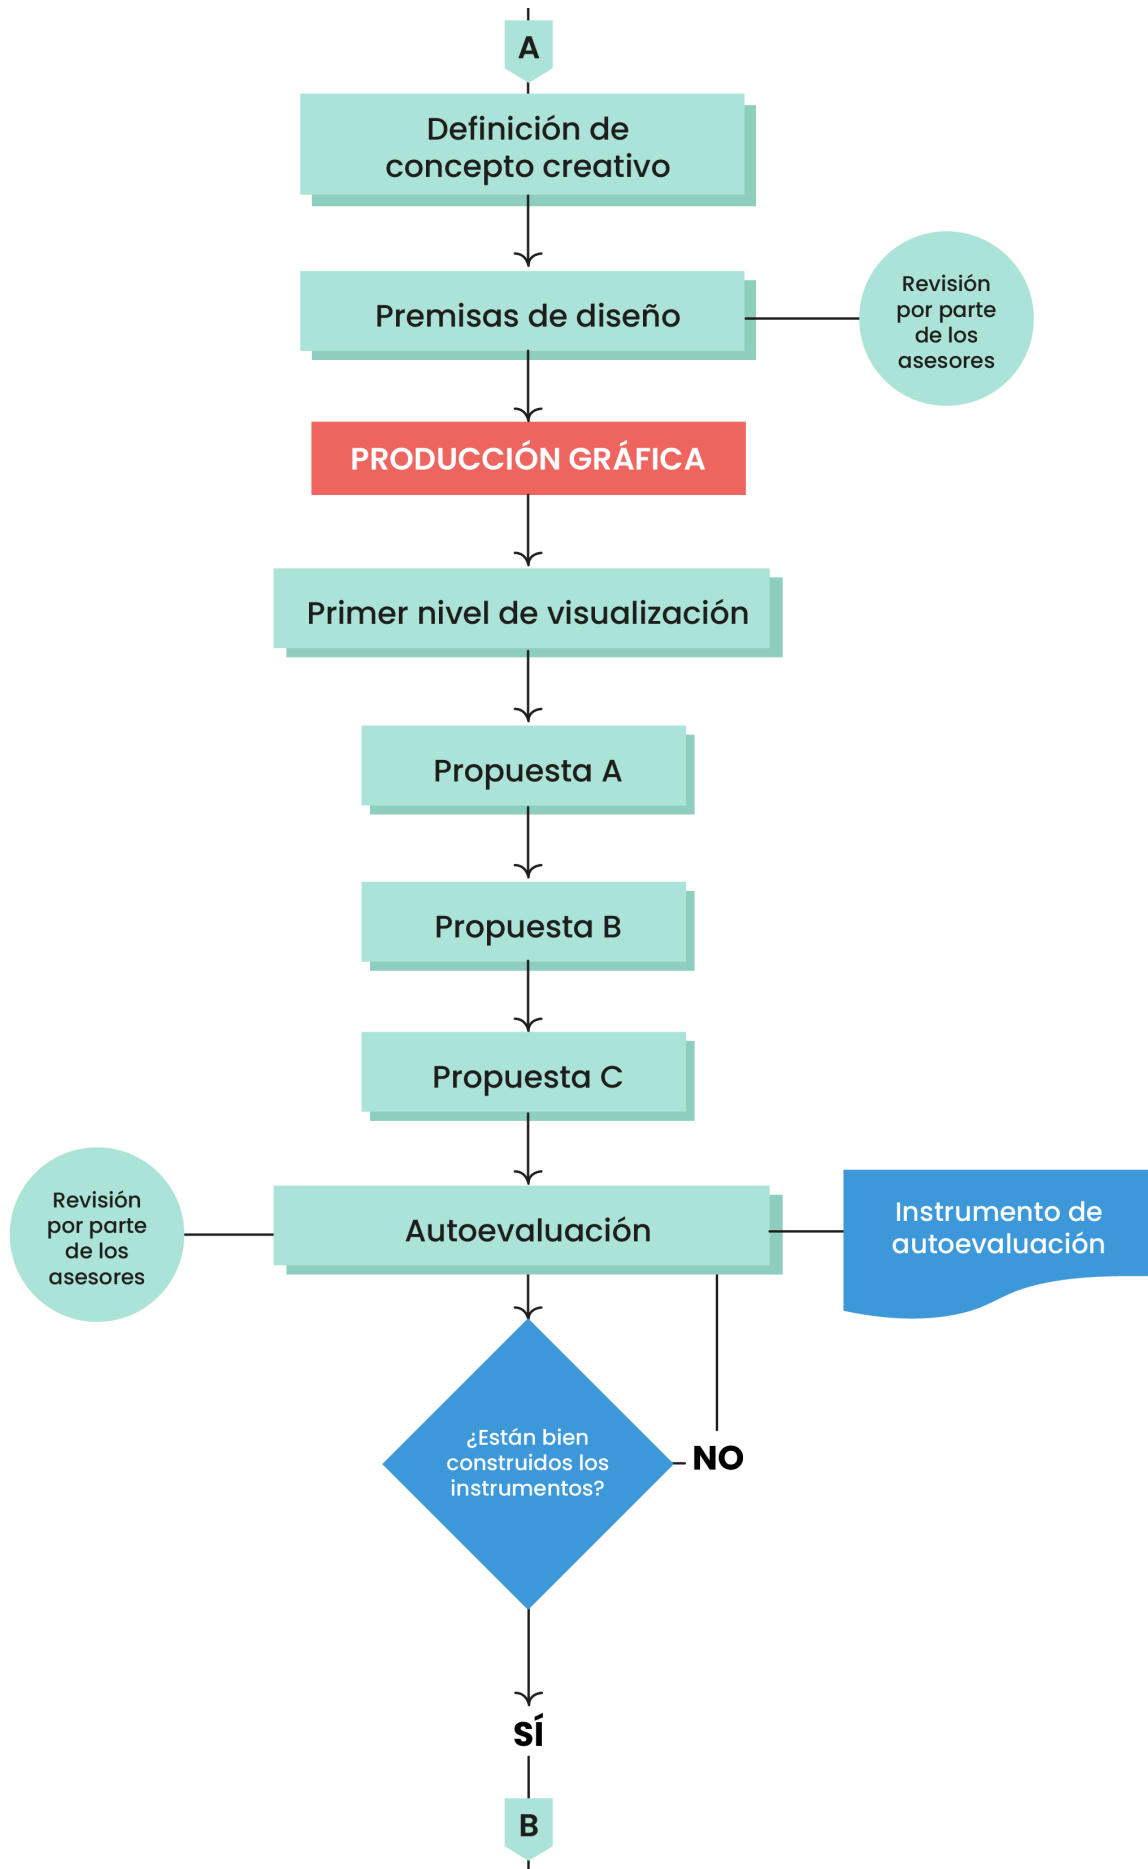 A
Definición de
concepto creativo
Premisas de diseño
Revisión
por parte
de los
asesores
PRODUCCIÓN GRÁFICA
Primer nivel de visualización
Propuesta A
Propuesta B
Propuesta C
Revisión
por parte
de los
asesores
Autoevaluación
Instrumento de
autoevaluación
¿Están bien
construidos los
instrumentos?
NO
SÍ
B